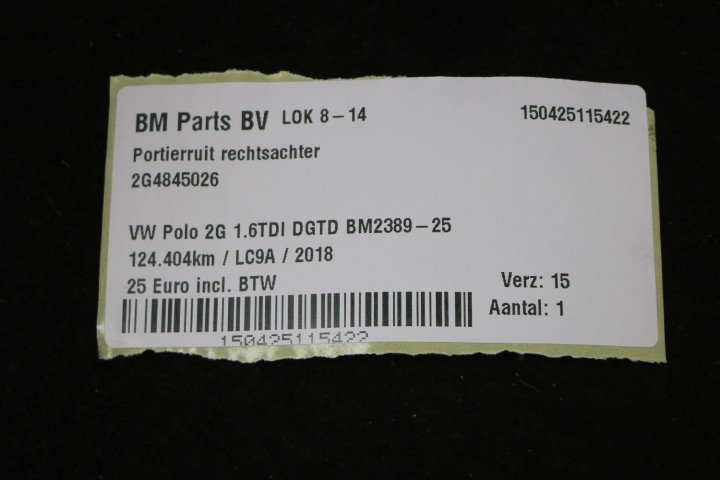 BM Parts BV LOK 8-14 150425115422
Portierruit rechtsachter
2G4845026
VW Polo 2G 1.6TDI DGTD BM2389-25
124.404km / LC9A / 2018
25 Euro incl. BTW Verz: 15
Aantal: 1
150425115422